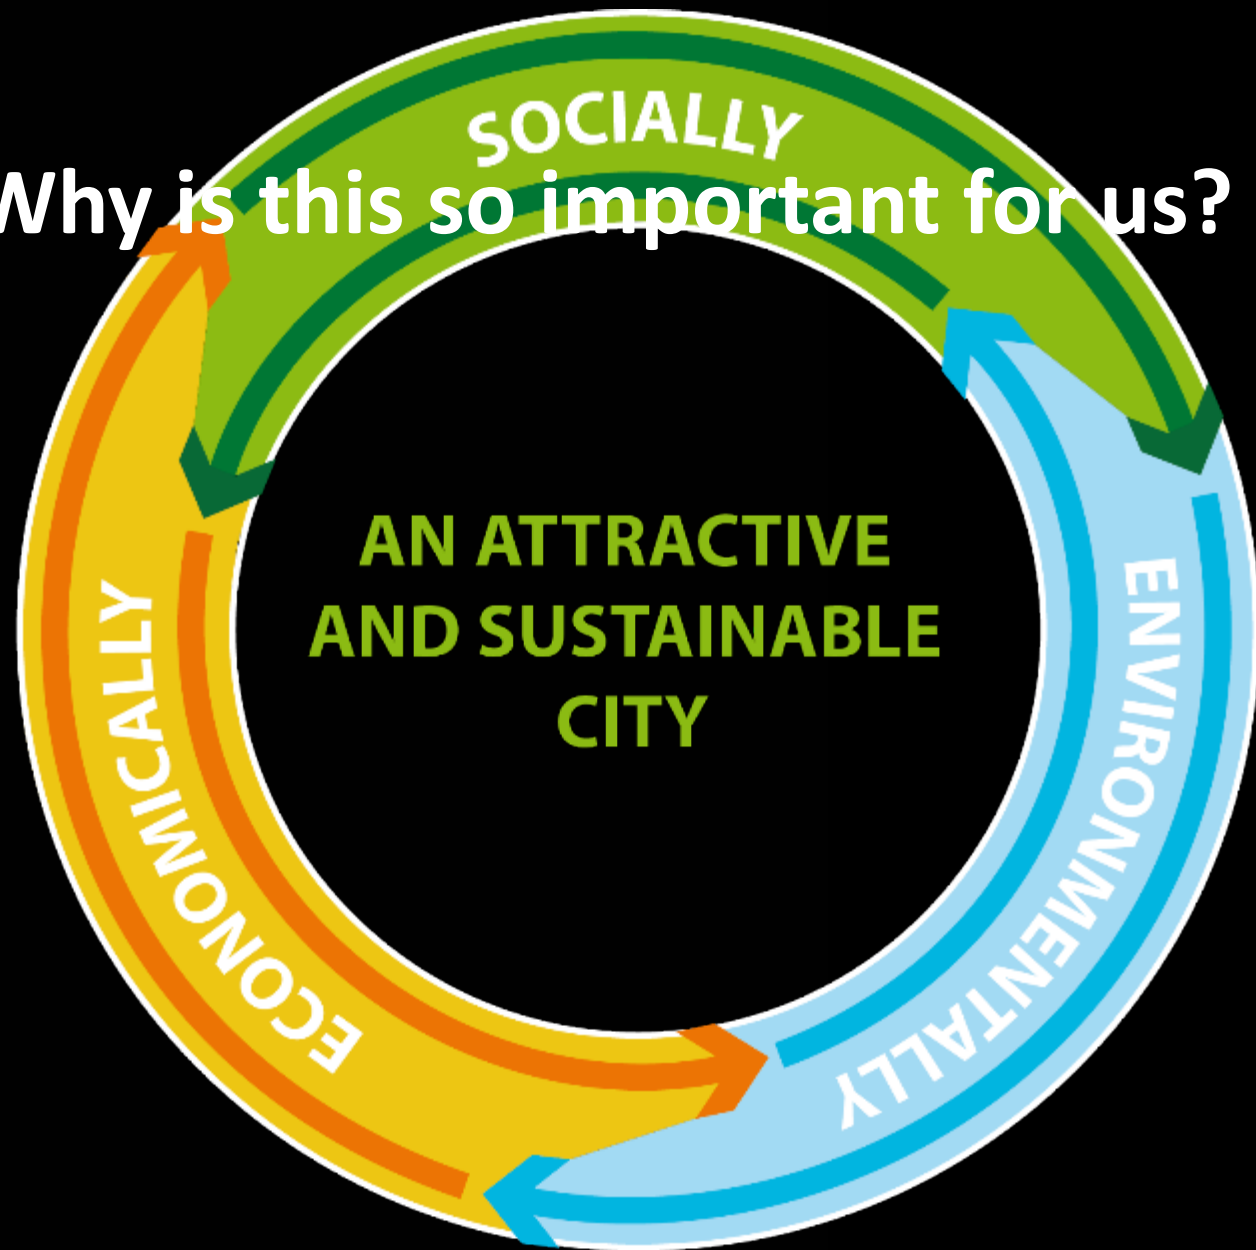 SOCIALLY
Why is this so important for us?
AN ATTRACTIVE
AND SUSTAINABLE
CITY
ENVIRONMENTALLY
ECONOMICALLY